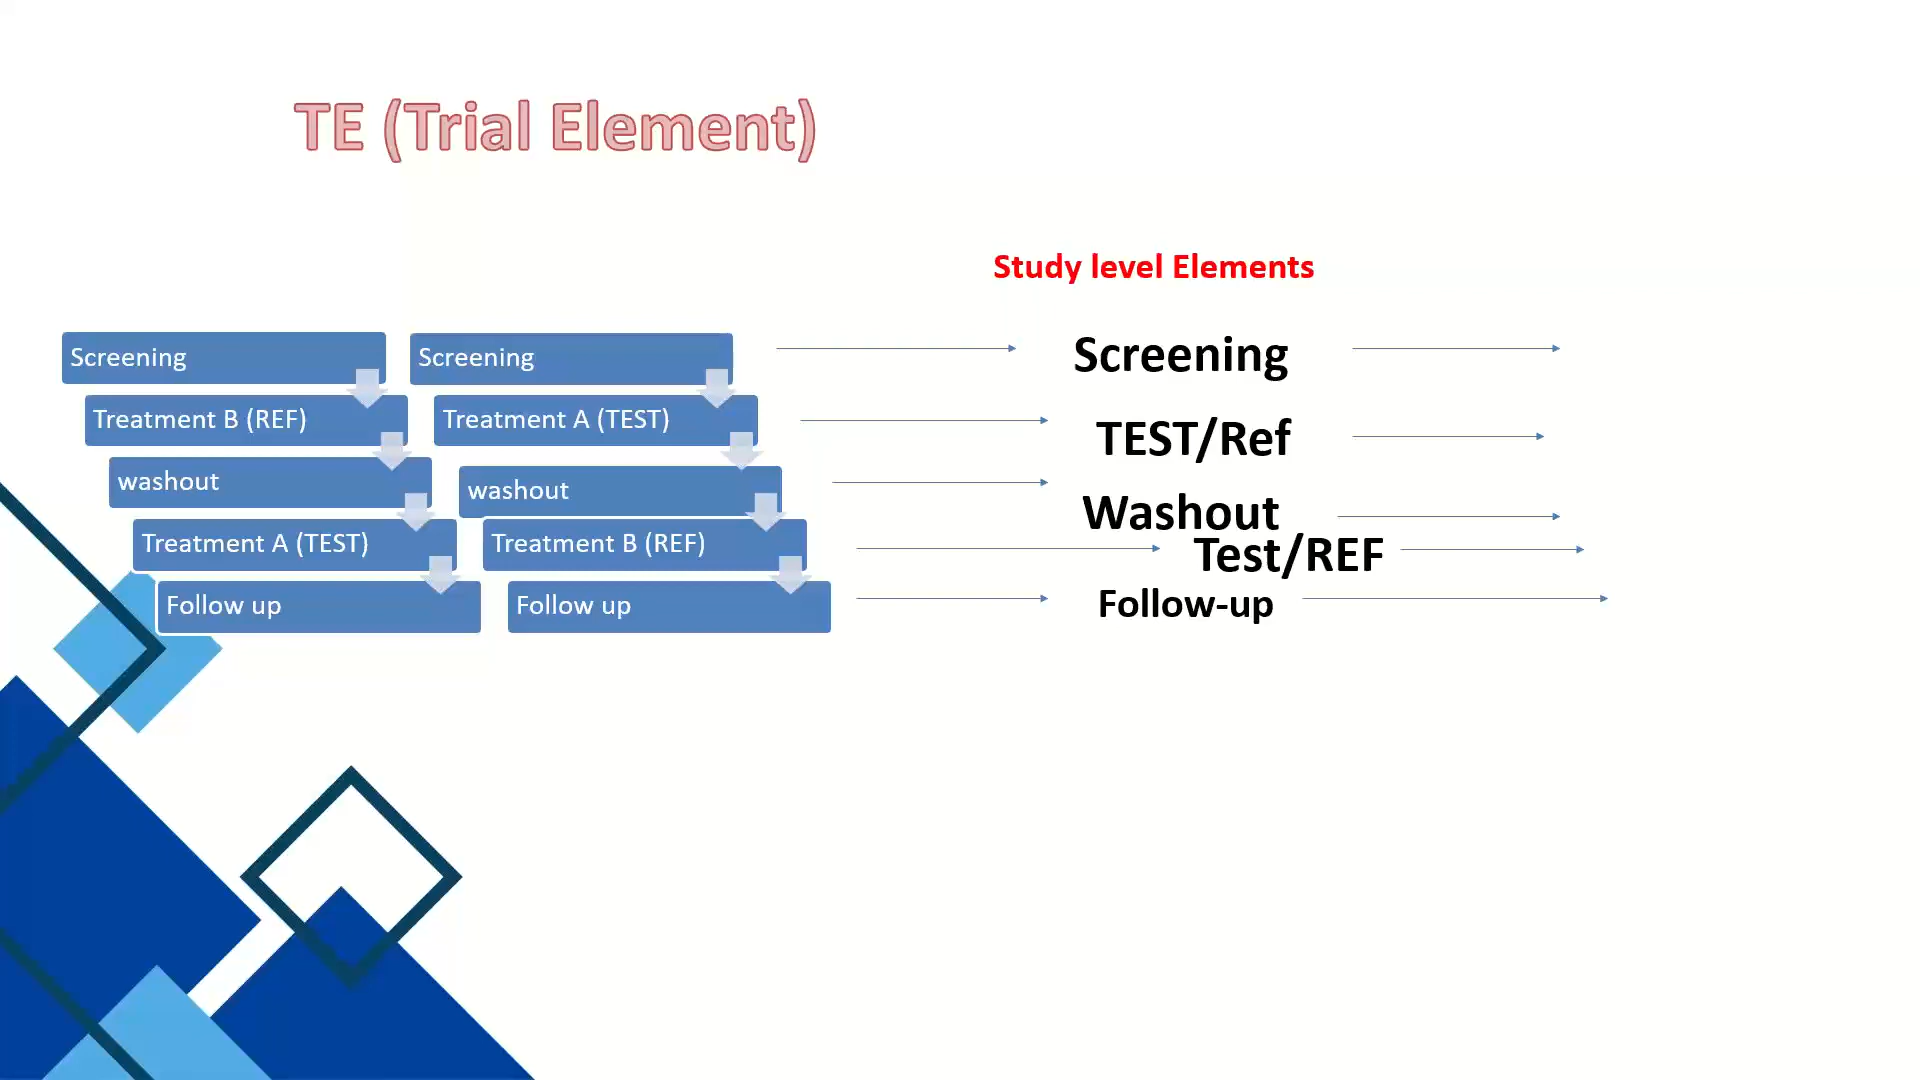 TE (Trial Element)
Study level Elements
Screening
Treatment B (REF)
washout
Treatment A (TEST)
Follow up
Screening
Treatment A (TEST)
washout
Treatment B (REF)
Follow up
Screening
TEST/Ref
Washout
Test/REF
Follow-up